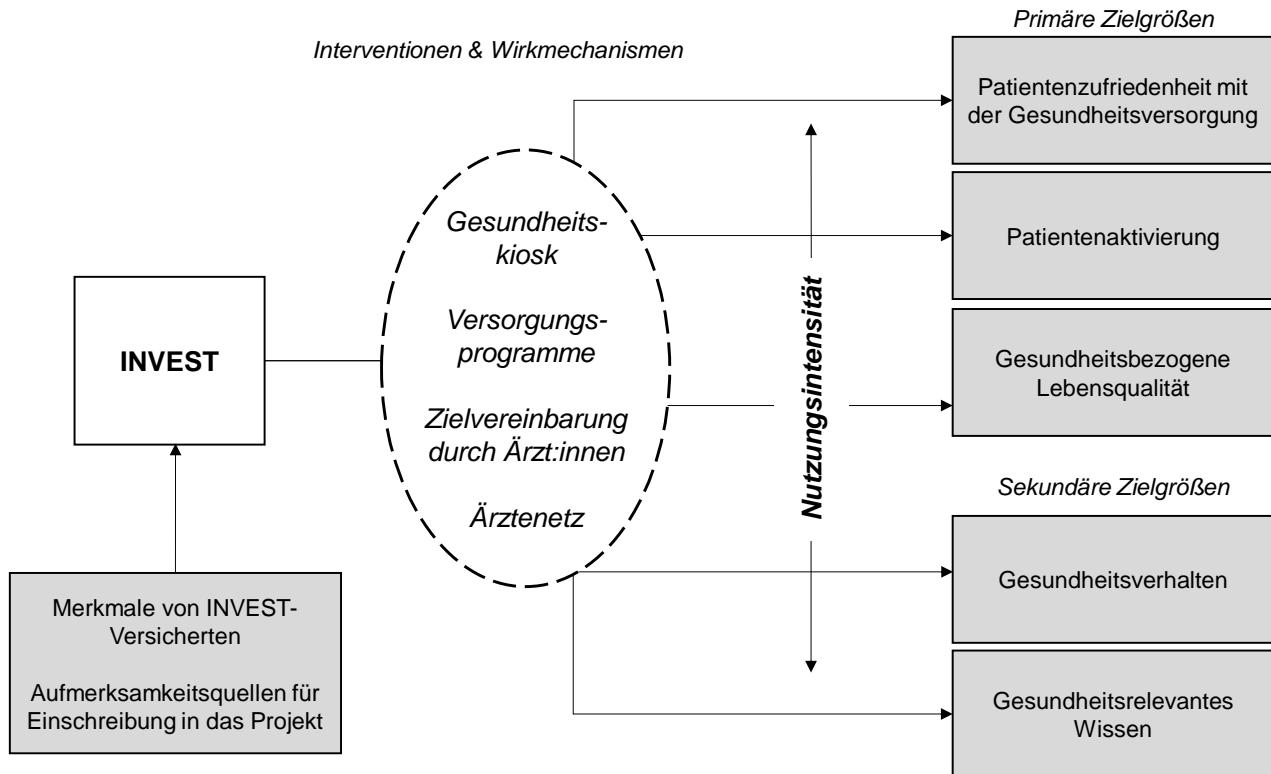 Primäre Zielgrößen
Interventionen & Wirkmechanismen
Patientenzufriedenheit mit
der Gesundheitsversorgung
Gesundheits-
kiosk
Patientenaktivierung
Versorgungs-
programme
INVEST
Gesundheitsbezogene
Lebensqualität
Zielvereinbarung
durch Ärzt:innen
Nutzungsintensität
Ärztenetz
Sekundäre Zielgrößen
Gesundheitsverhalten
Merkmale von INVEST-
Versicherten
Aufmerksamkeitsquellen für
Einschreibung in das Projekt
Gesundheitsrelevantes
Wissen